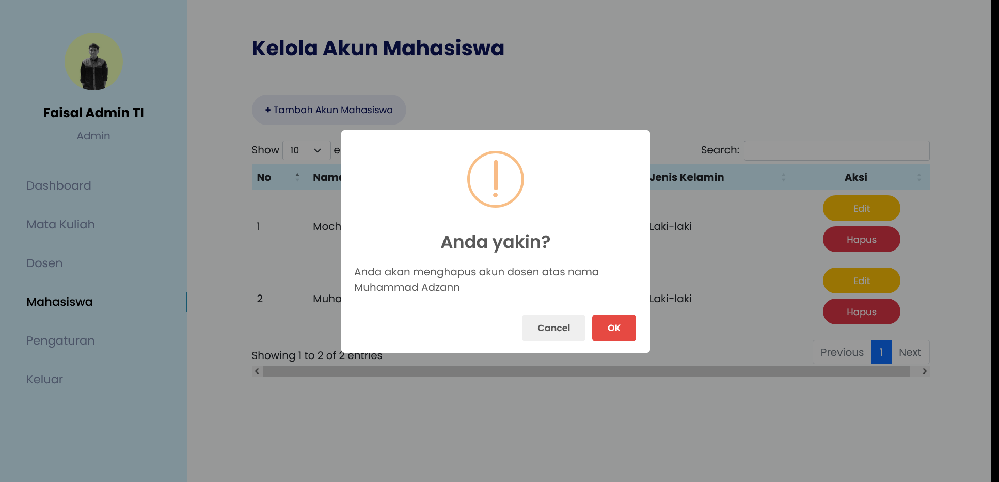 Faisal Admin TI
Admin
Dashboard
Mata Kuliah
Dosen
Mahasiswa
Pengaturan
Keluar
Kelola Akun Mahasiswa
+ Tambah Akun Mahasiswa
Show 10
Search:
No Jenis Kelamin Aksi
1 Laki-laki Edit
Hapus
2 Laki-laki Edit
Hapus
Showing 1 to 2 of 2 entries
Previous 1 Next
Anda yakin?
Anda akan menghapus akun dosen atas nama
Muhammad Adzann
Cancel OK